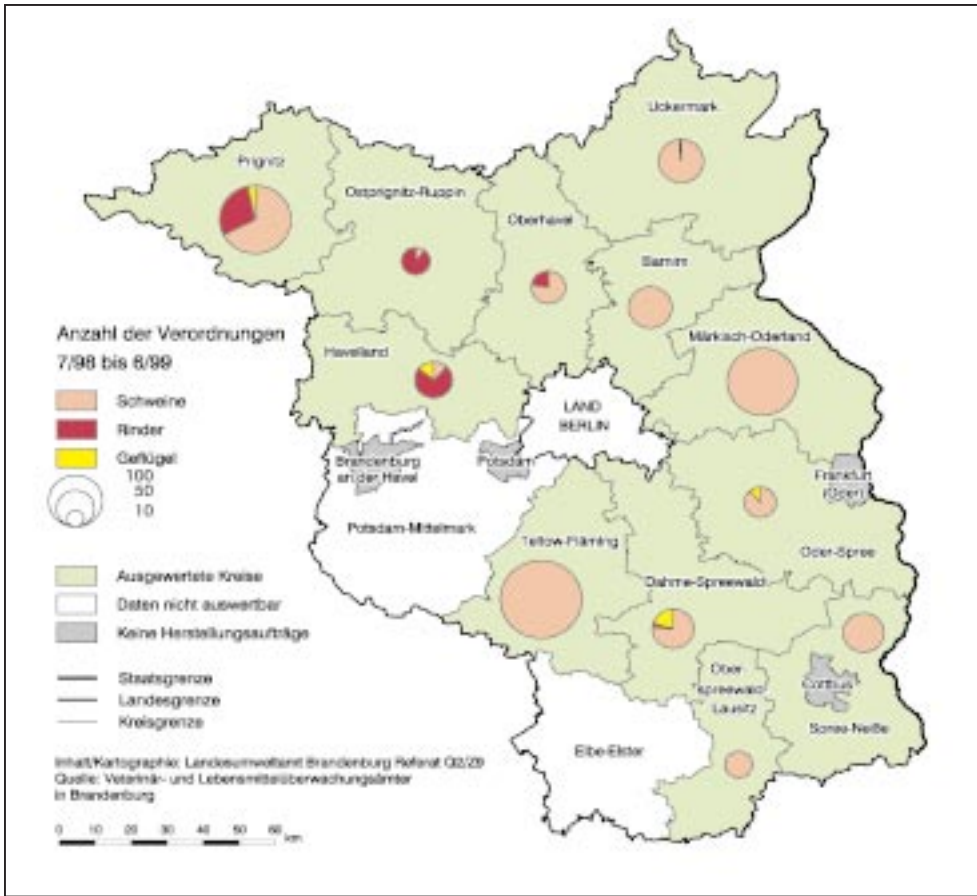 Uckermark
Prignitz
Ostprignitz-Ruppin
Oberhavel
Barnim
Anzahl der Verordnungen
7/98 bis 6/99
Havelland
Märkisch-Oderland
Schweine
Rinder
Geflügel
100
50
10
LAND
BERLIN
Brandenburg
an der Havel
Potsdam
Frankfurt
(Oder)
Potsdam-Mittelmark
Teltow-Fläming
Oder-Spree
Dahme-Spreewald
Ausgewertete Kreise
Daten nicht auswertbar
Keine Herstellungsaufträge
Ober
spreewald
Lausitz
Cottbus
Spree-Neiße
Elbe-Elster
Staatsgrenze
Landesgrenze
Kreisgrenze
Inhalt/Kartographie: Landesumweltamt Brandenburg Referat
Quelle: Veterinär- und Lebensmittelüberwachungsämter
in Brandenburg
0 10 20 30 40 50 60
km